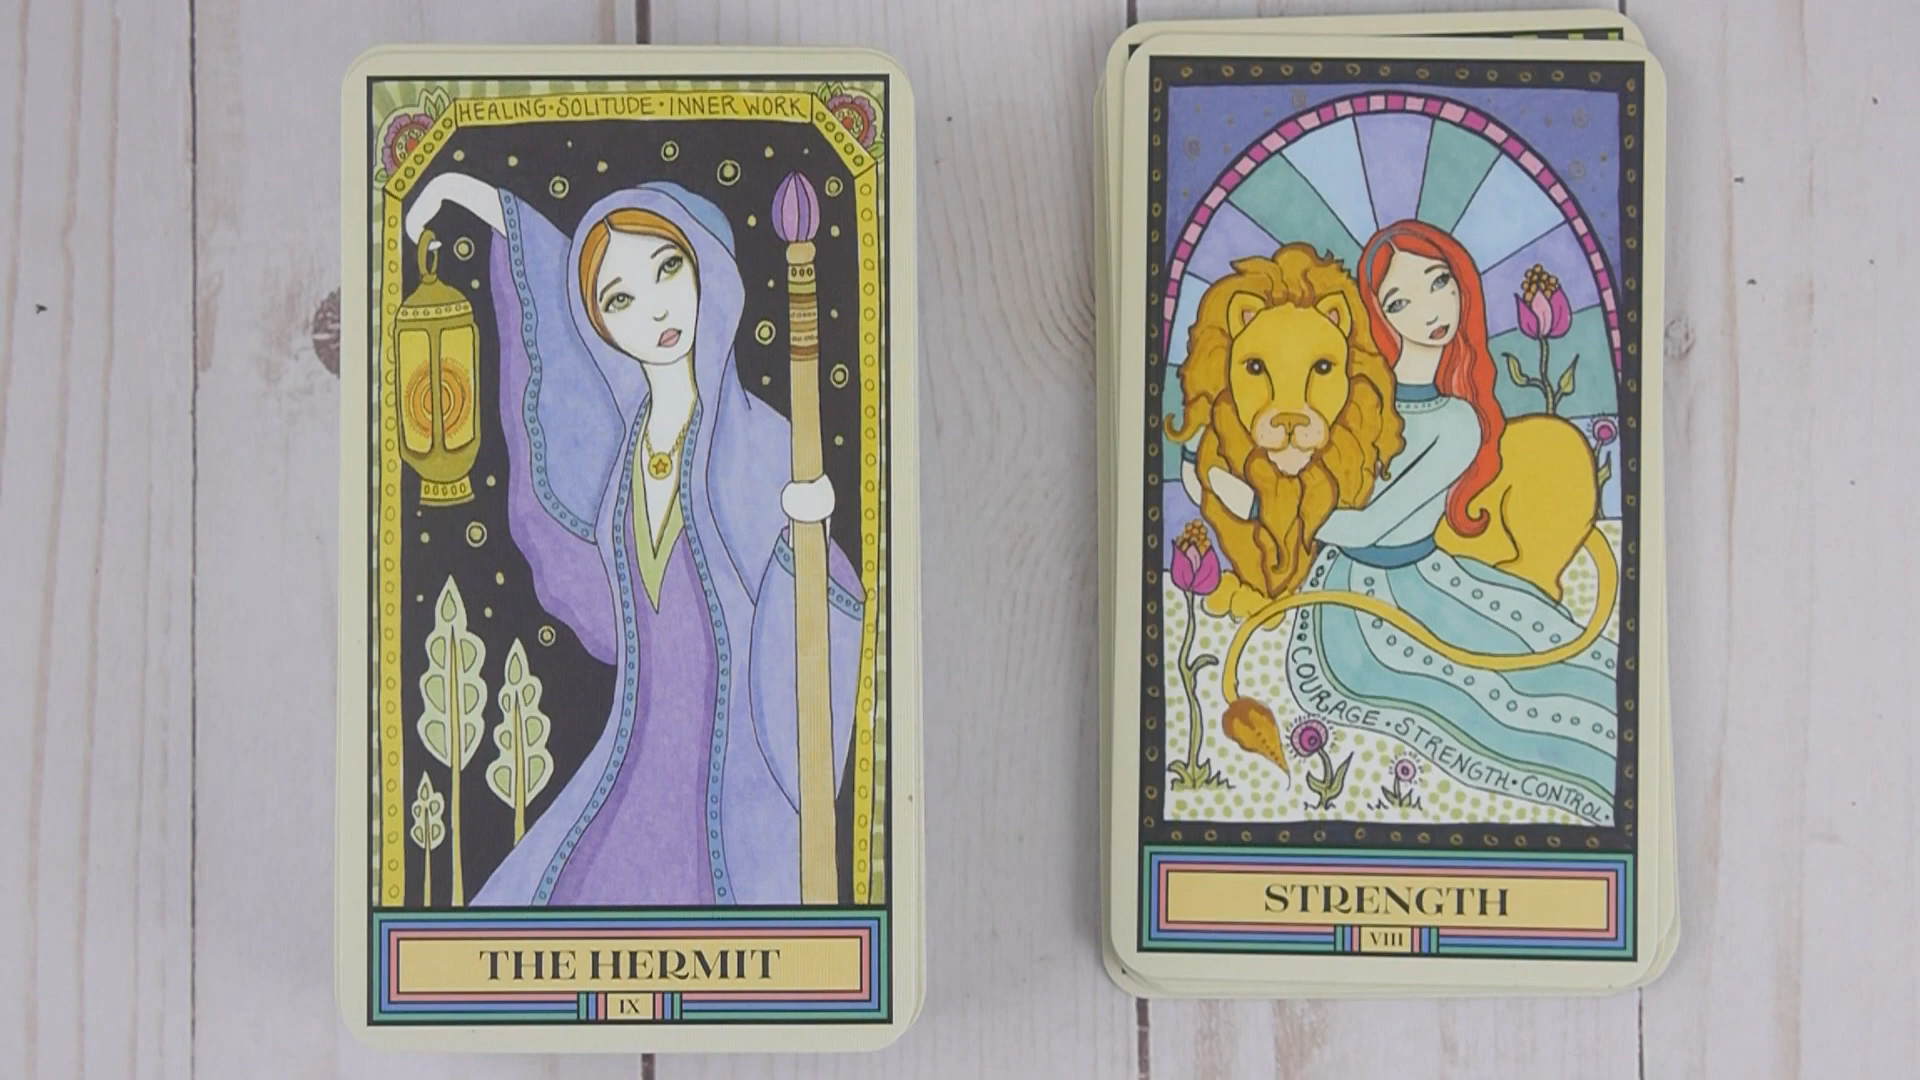 HEALING·SOLITUDE·INNER WORK
THE HERMIT
IX
COURAGE·STRENGTH·CONTROL·
STRENGTH
VIII